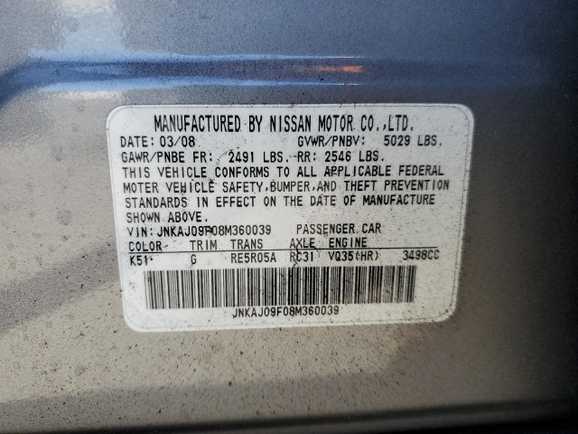 MANUFACTURED BY NISSAN MOTOR CO.,LTD.
DATE: 03/08 GVWR/PNBV: 5029 LBS.
GAWR/PNBE FR: 2491 LBS. RR: 2546 LBS.
THIS VEHICLE CONFORMS TO ALL APPLICABLE FEDERAL
MOTOR VEHICLE SAFETY, BUMPER, AND THEFT PREVENTION
STANDARDS IN EFFECT ON THE DATE OF MANUFACTURE
SHOWN ABOVE.
VIN: JNKAJ09F08M360039 PASSENGER CAR
COLOR TRIM TRANS AXLE ENGINE
K51 G RE5R05A RC31 VQ35(HR) 3498CC
JNKAJ09F08M360039